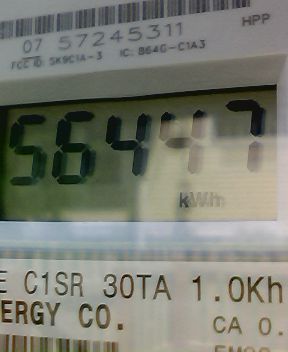 HPP
07 57245311
FCC ID: SK9C1A-3 IC: 864G-C1A3
56447
kWh
E C1SR 30TA 1.0Kh
ERGY CO.
CA 0.